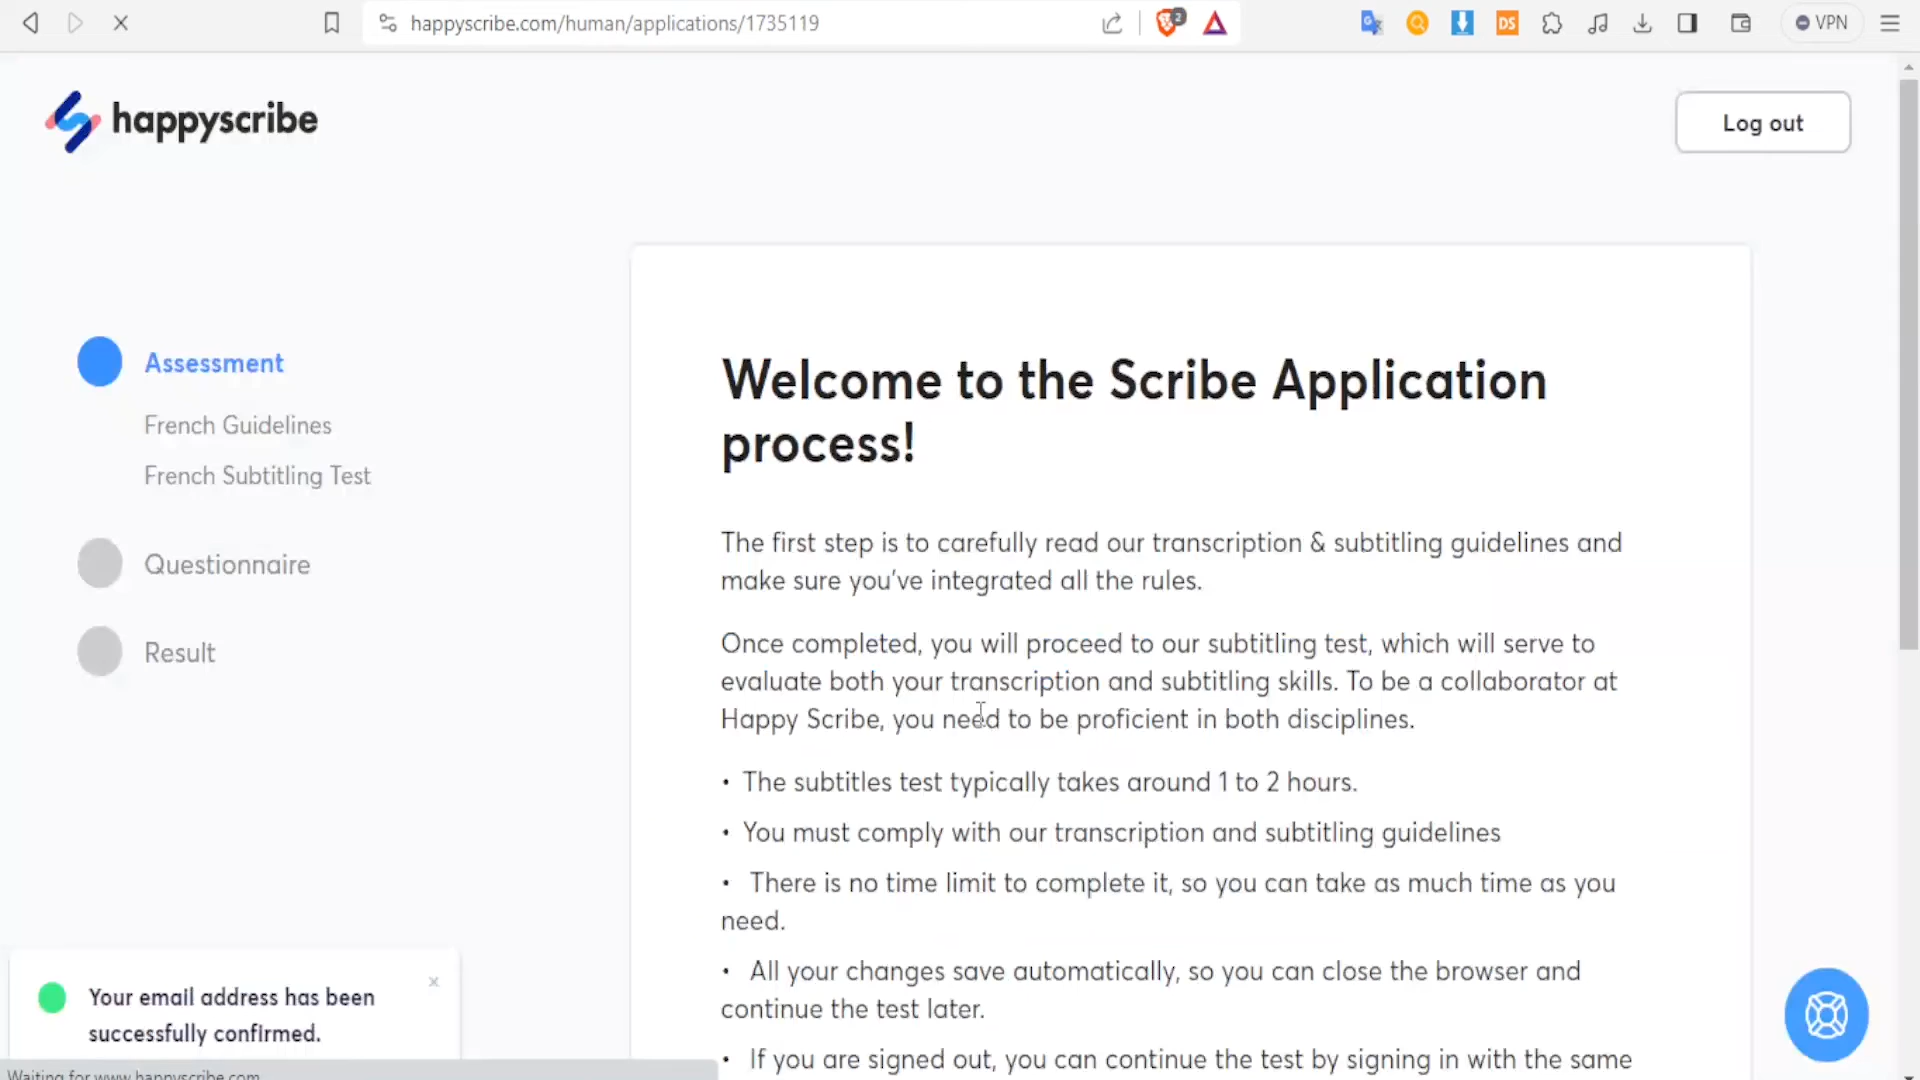 happyscribe.com/human/applications/1735119
2
DS
VPN
happyscribe
Log out
Assessment
French Guidelines
French Subtitling Test
Questionnaire
Result
Welcome to the Scribe Application
process!
The first step is to carefully read our transcription & subtitling guidelines and
make sure you've integrated all the rules.
Once completed, you will proceed to our subtitling test, which will serve to
evaluate both your transcription and subtitling skills. To be a collaborator at
Happy Scribe, you need to be proficient in both disciplines.
• The subtitles test typically takes around 1 to 2 hours.
• You must comply with our transcription and subtitling guidelines
• There is no time limit to complete it, so you can take as much time as you
need.
• All your changes save automatically, so you can close the browser and
continue the test later.
• If you are signed out, you can continue the test by signing in with the same
Your email address has been
successfully confirmed.
Waiting for www.happyscribe.com